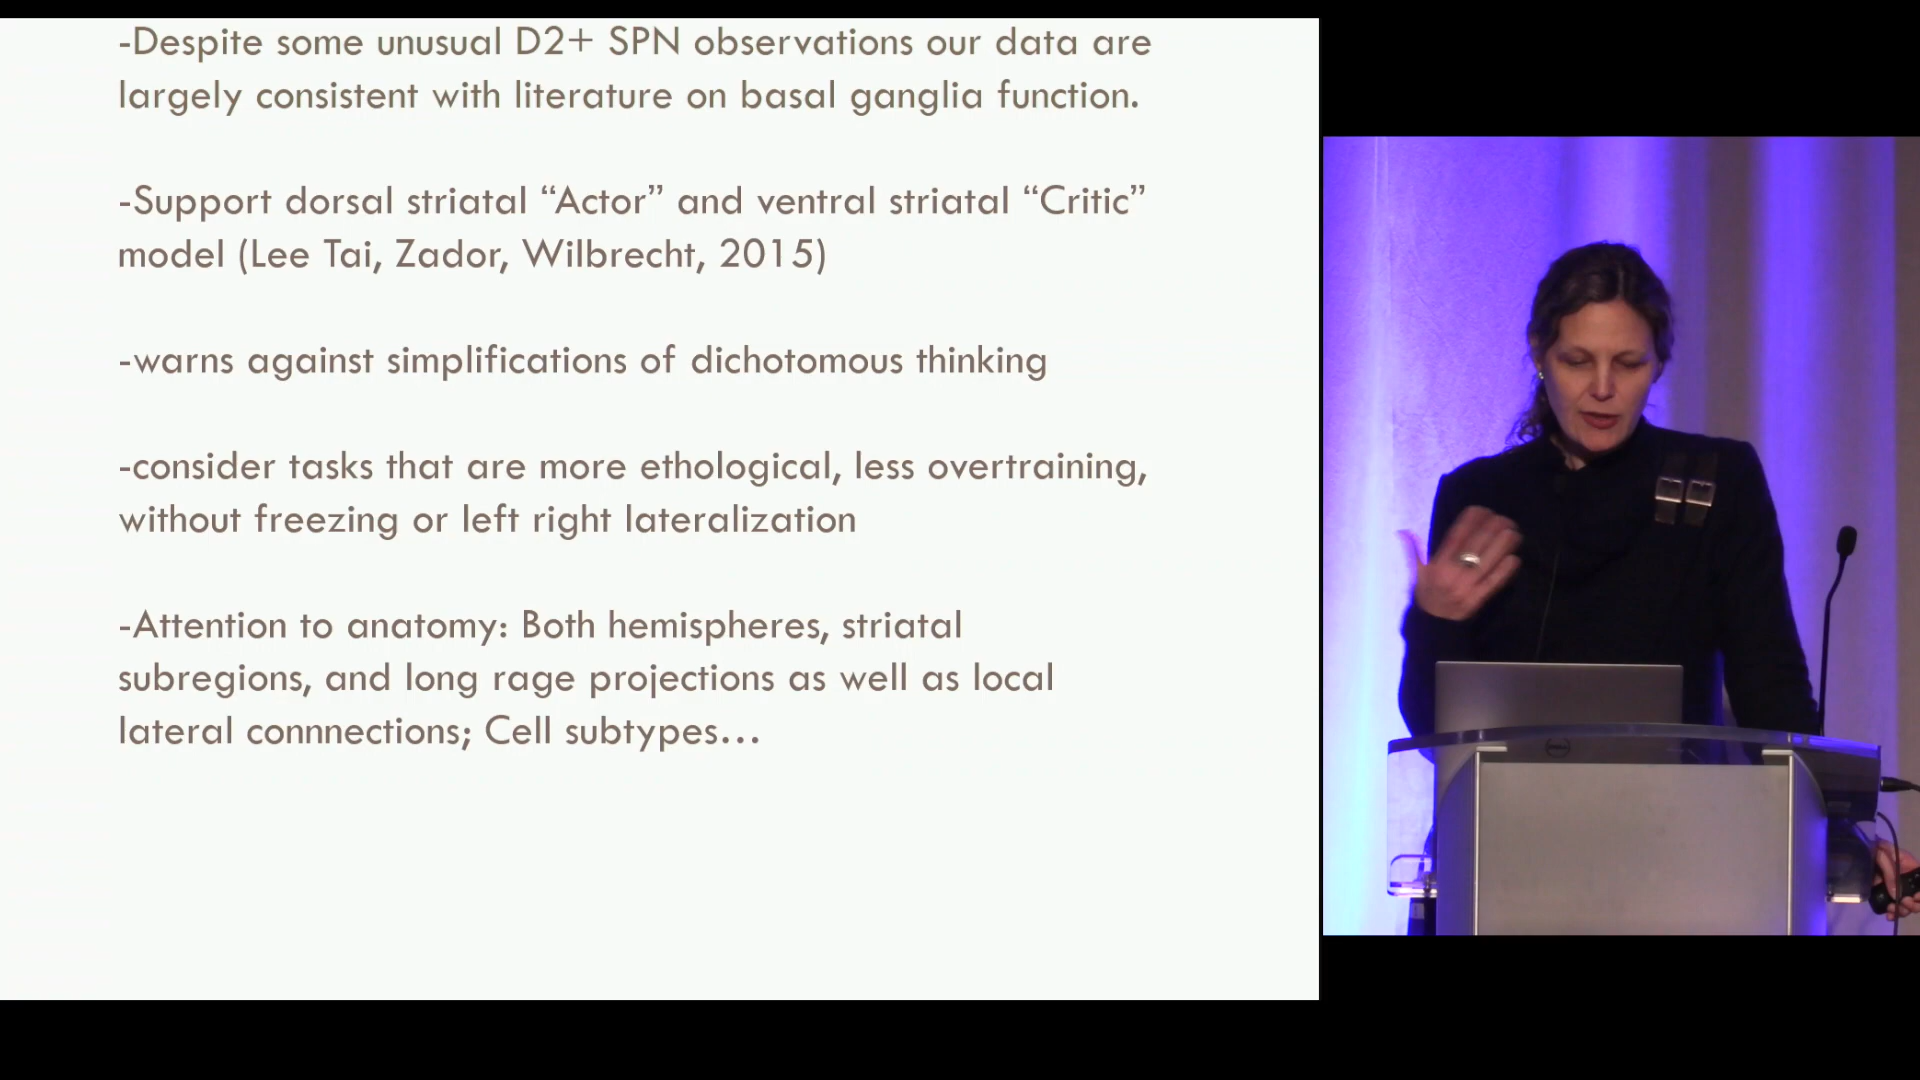 -Despite some unusual D2+ SPN observations our data are
largely consistent with literature on basal ganglia function.
-Support dorsal striatal “Actor” and ventral striatal “Critic”
model (Lee Tai, Zador, Wilbrecht, 2015)
-warns against simplifications of dichotomous thinking
-consider tasks that are more ethological, less overtraining,
without freezing or left right lateralization
-Attention to anatomy: Both hemispheres, striatal
subregions, and long rage projections as well as local
lateral connnections; Cell subtypes…
DELL